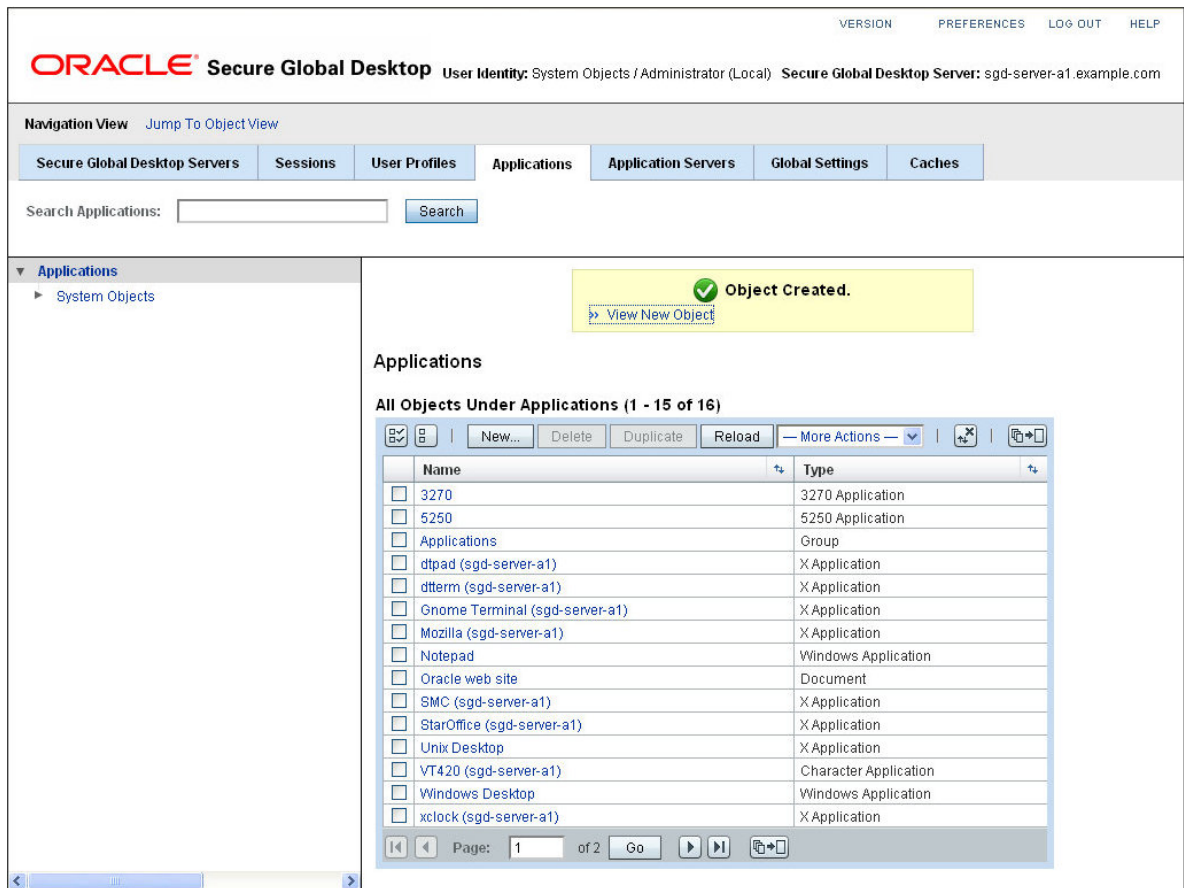 VERSION PREFERENCES LOG OUT HELP
ORACLE Secure Global Desktop User Identity: System Objects / Administrator (Local) Secure Global Desktop Server: sgd-server-a1.example.com
Navigation View Jump To Object View
Secure Global Desktop Servers Sessions User Profiles Applications Application Servers Global Settings Caches
Search Applications: Search
Applications
System Objects
Object Created.
» View New Object
Applications
All Objects Under Applications (1 - 15 of 16)
New... Delete Duplicate Reload — More Actions —
Name Type
3270 3270 Application
5250 5250 Application
Applications Group
dtpad (sgd-server-a1) X Application
dtterm (sgd-server-a1) X Application
Gnome Terminal (sgd-server-a1) X Application
Mozilla (sgd-server-a1) X Application
Notepad Windows Application
Oracle web site Document
SMC (sgd-server-a1) X Application
StarOffice (sgd-server-a1) X Application
Unix Desktop X Application
VT420 (sgd-server-a1) Character Application
Windows Desktop Windows Application
xclock (sgd-server-a1) X Application
Page: 1 of 2 Go